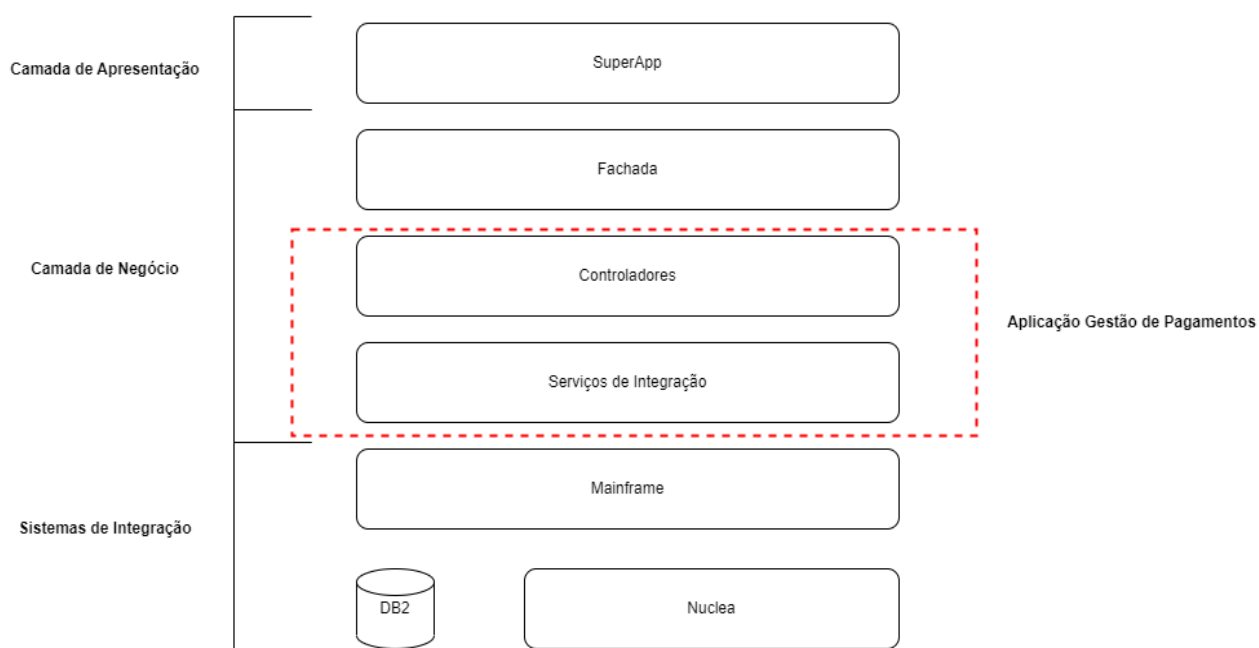 SuperApp
Camada de Apresentação
Fachada
Camada de Negócio
Controladores
Aplicação Gestão de Pagamentos
Serviços de Integração
Mainframe
Sistemas de Integração
DB2
Nuclea